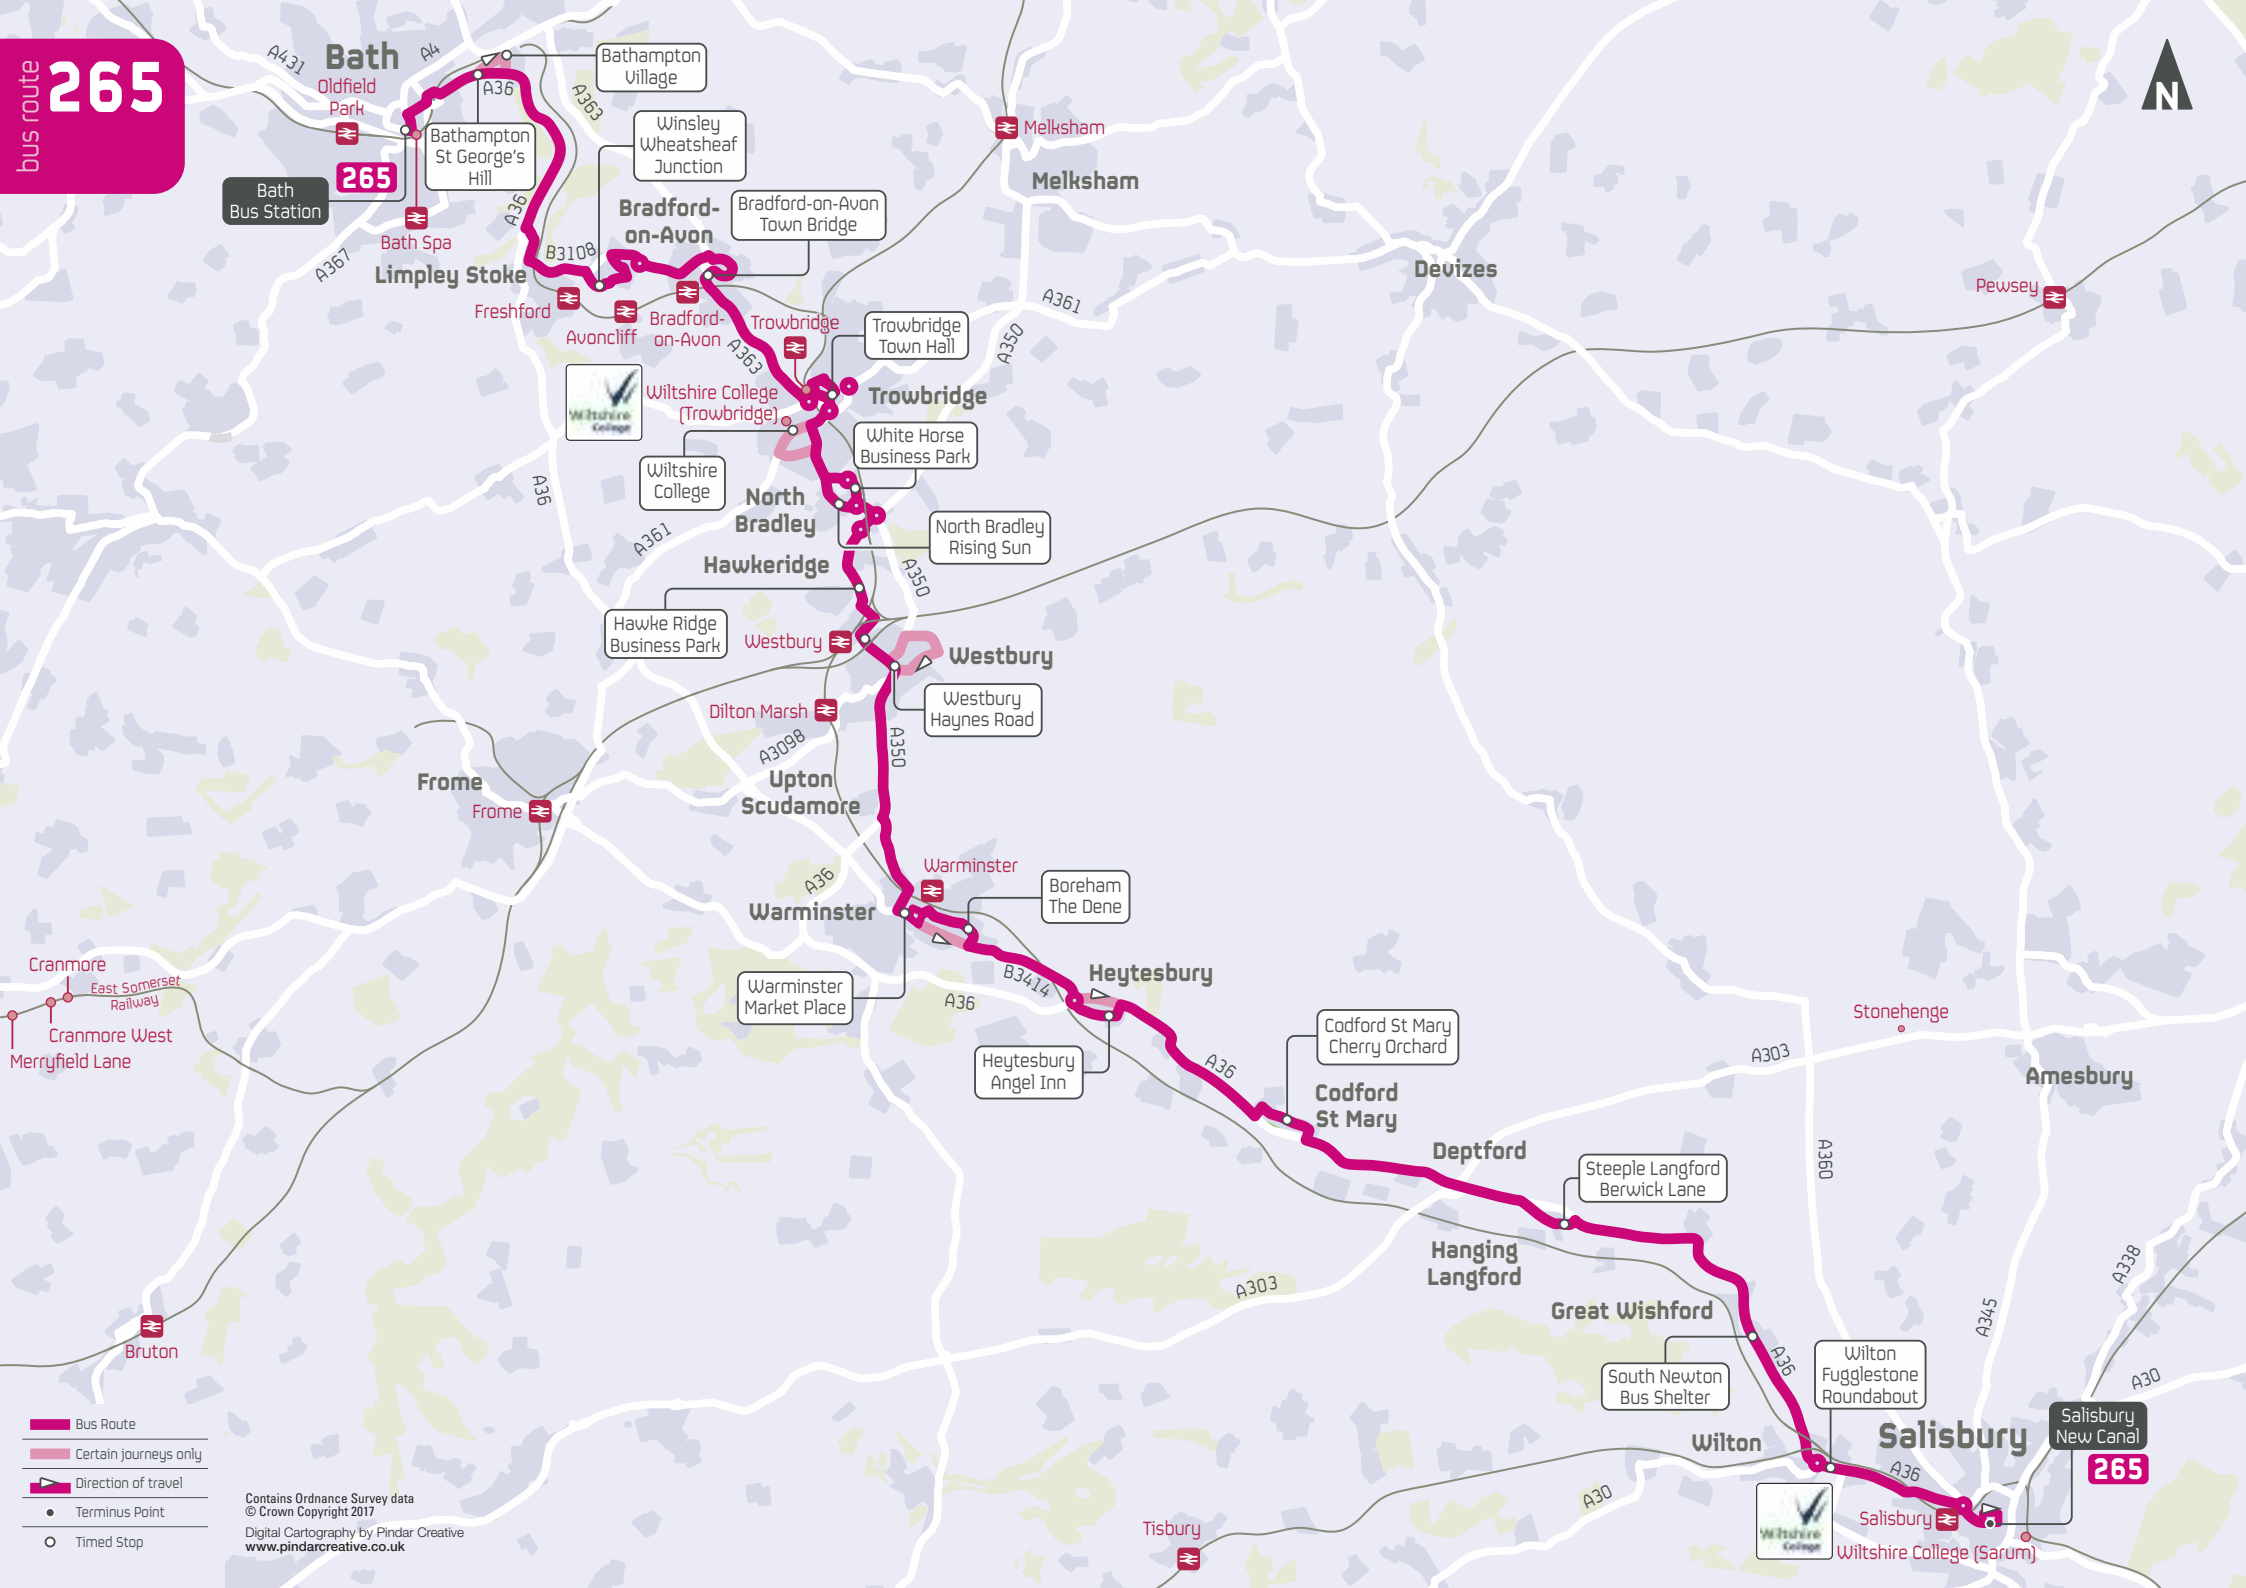 bus route
265
A431
Bath
A4
Oldfield
Park
A36
Bathampton
Village
A363
Winsley
Wheatsheaf
Junction
Bathampton
St George's
Hill
265
Bath
Bus Station
Bath Spa
A367
A36
Bradford-
on-Avon
Bradford-on-Avon
Town Bridge
B3108
Limpley Stoke
Freshford
Avoncliff
Bradford-
on-Avon
Trowbridge
A363
Trowbridge
Town Hall
Melksham
Melksham
A361
A350
Devizes
Pewsey
N
Wiltshire
College
Wiltshire College
(Trowbridge)
Trowbridge
White Horse
Business Park
Wiltshire
College
A36
A361
North
Bradley
North Bradley
Rising Sun
Hawkeridge
A350
Hawke Ridge
Business Park
Westbury
Westbury
Westbury
Haynes Road
Dilton Marsh
A3098
A350
Upton
Scudamore
Frome
Frome
A36
Warminster
Boreham
The Dene
Warminster
Warminster
Market Place
B3414
A36
Heytesbury
Heytesbury
Angel Inn
A36
Codford St Mary
Cherry Orchard
Codford
St Mary
Deptford
Steeple Langford
Berwick Lane
Hanging
Langford
A303
A303
Stonehenge
Amesbury
A360
A345
A338
A30
Great Wishford
South Newton
Bus Shelter
A36
Wilton
Fugglestone
Roundabout
Wilton
Salisbury
Salisbury
New Canal
265
A36
A30
Salisbury
Wiltshire
College
Wiltshire College (Sarum)
Tisbury
Cranmore
East Somerset
Railway
Cranmore West
Merryfield Lane
Bruton
Bus Route
Certain journeys only
Direction of travel
Terminus Point
Timed Stop
Contains Ordnance Survey data
© Crown Copyright 2017
Digital Cartography by Pindar Creative
www.pindarcreative.co.uk